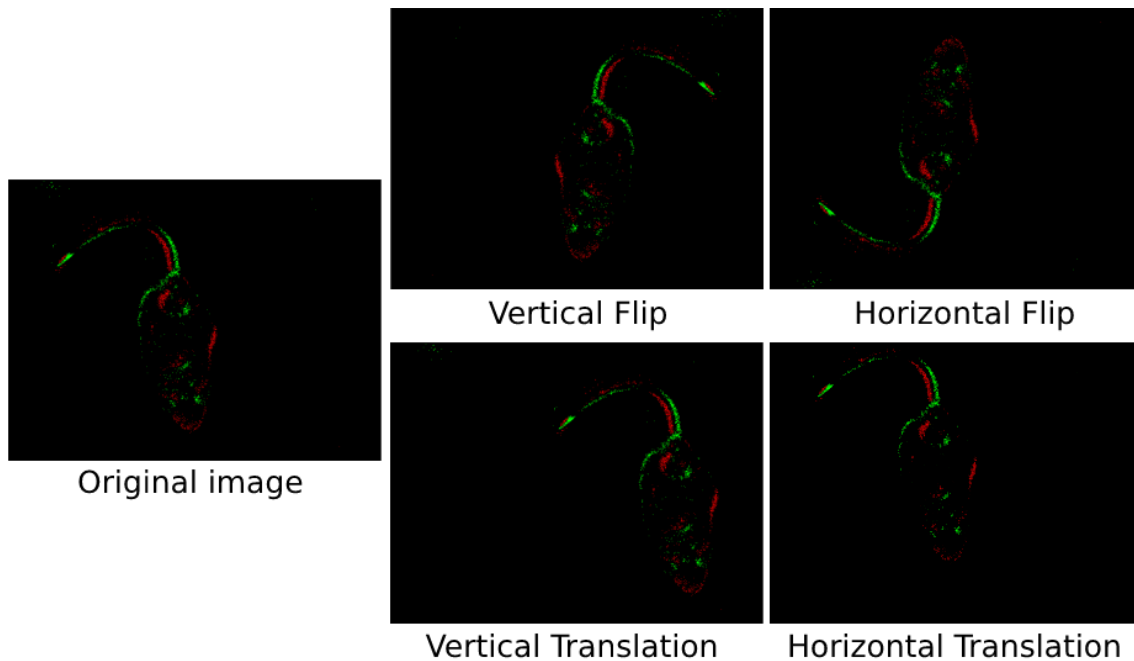 Vertical Flip
Horizontal Flip
Original image
Vertical Translation
Horizontal Translation